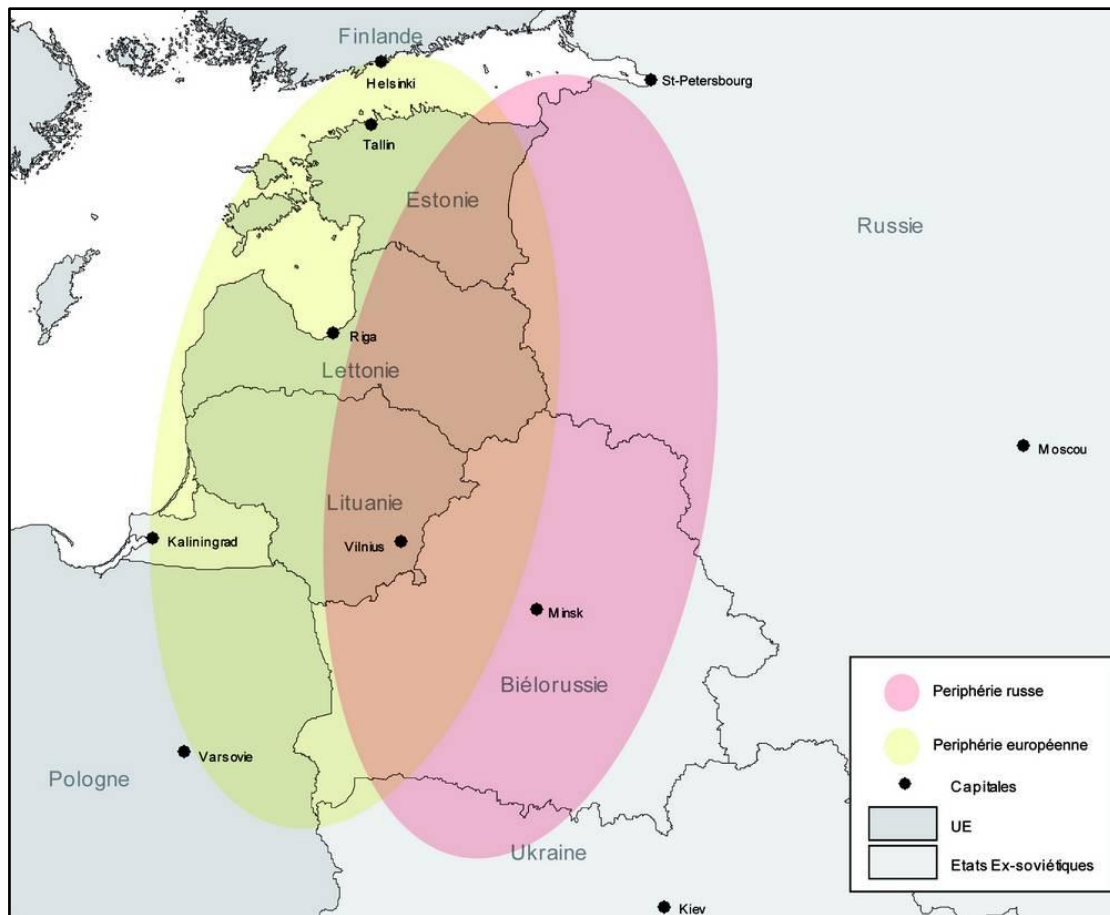 Finlande
Helsinki
St-Petersbourg
Tallin
Estonie
Russie
Riga
Lettonie
Moscou
Lituanie
Kaliningrad
Vilnius
Minsk
Biélorussie
Varsovie
Pologne
Ukraine
Kiev
Periphérie russe
Periphérie européenne
Capitales
UE
Etats Ex-soviétiques